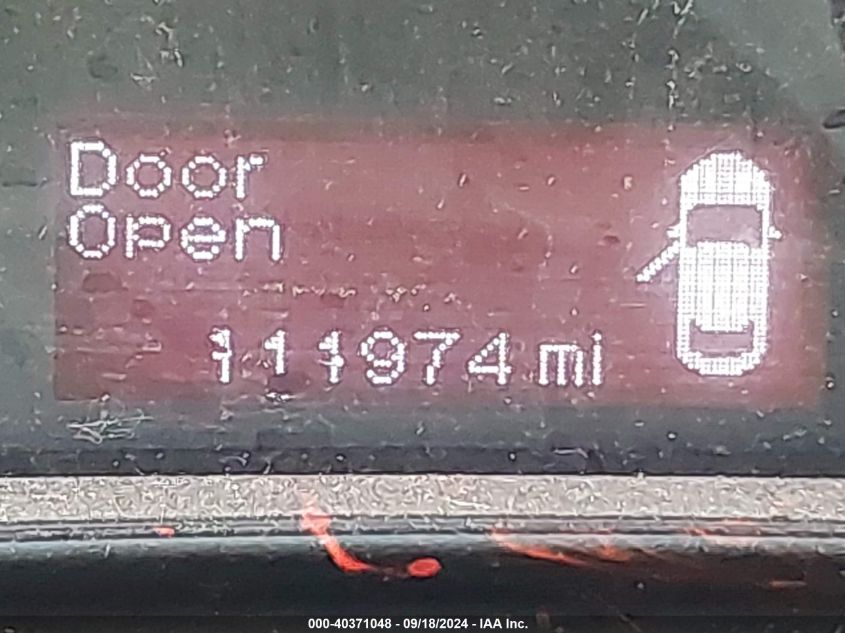 Door
Open
111974 mi
000-40371048 - 09/18/2024 - IAA Inc.